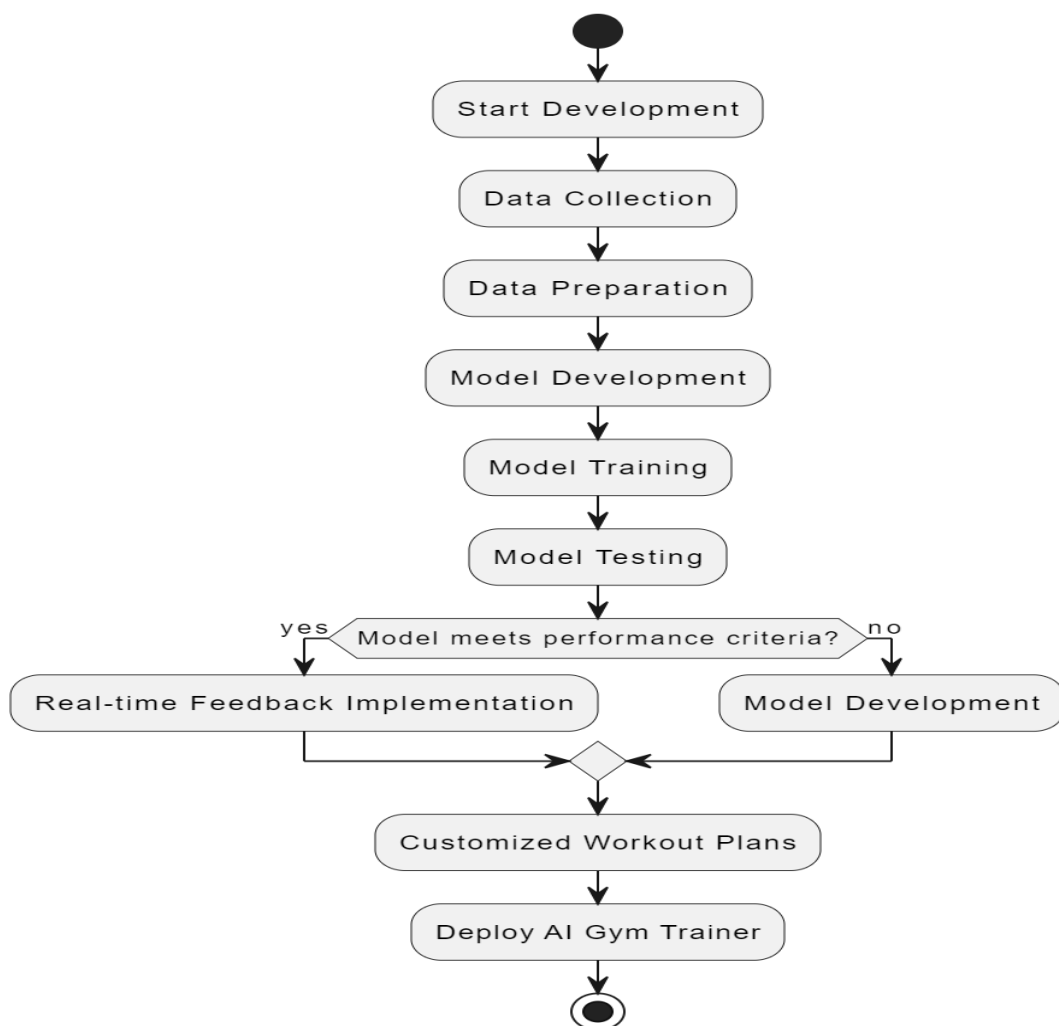 Start Development
Data Collection
Data Preparation
Model Development
Model Training
Model Testing
yes
Model meets performance criteria?
no
Real-time Feedback Implementation
Model Development
Customized Workout Plans
Deploy AI Gym Trainer